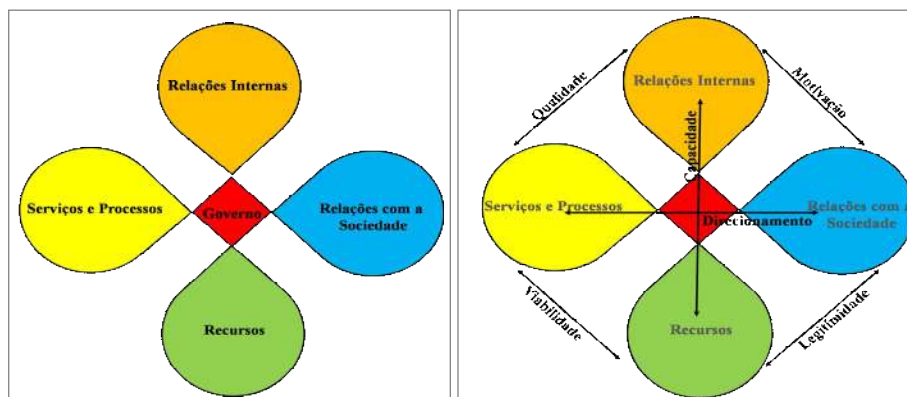 Relações Internas
Serviços e Processos
Governo
Relações com a
Sociedade
Recursos
Qualidade
Relações Internas
Motivação
Capacidade
Serviços e Processos
Direcionamento
Relações com a
Sociedade
Viabilidade
Recursos
Legitimidade